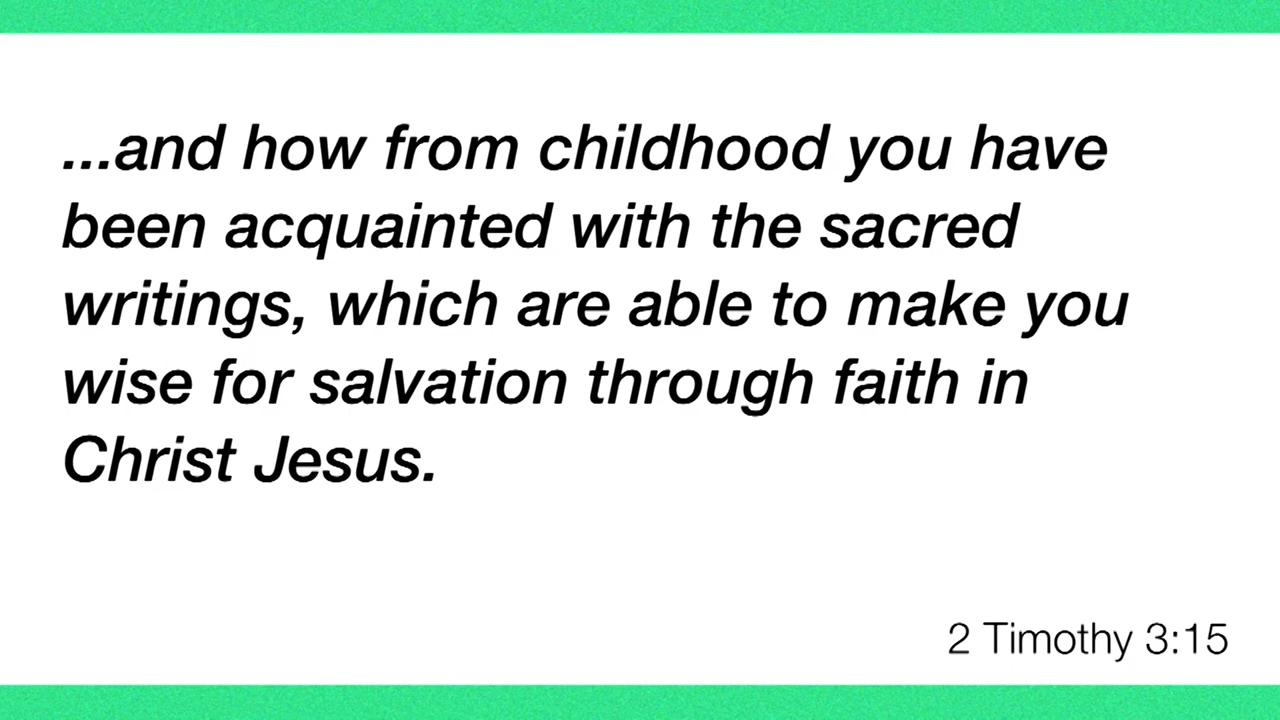 ...and how from childhood you have
been acquainted with the sacred
writings, which are able to make you
wise for salvation through faith in
Christ Jesus.
2 Timothy 3:15